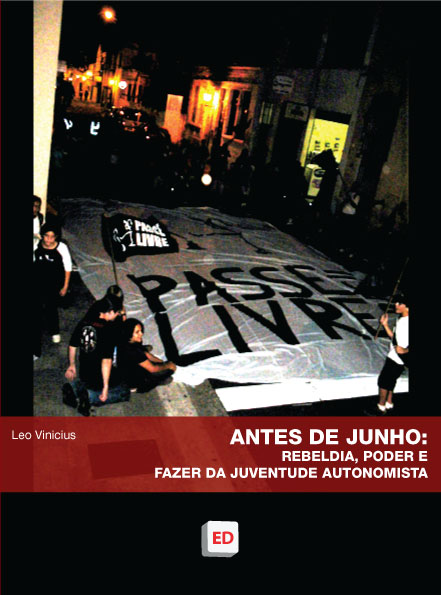 PASSE
LIVRE
PASSE
LIVRE
Leo Vinicius
ANTES DE JUNHO:
REBELDIA, PODER E
FAZER DA JUVENTUDE AUTONOMISTA
ED